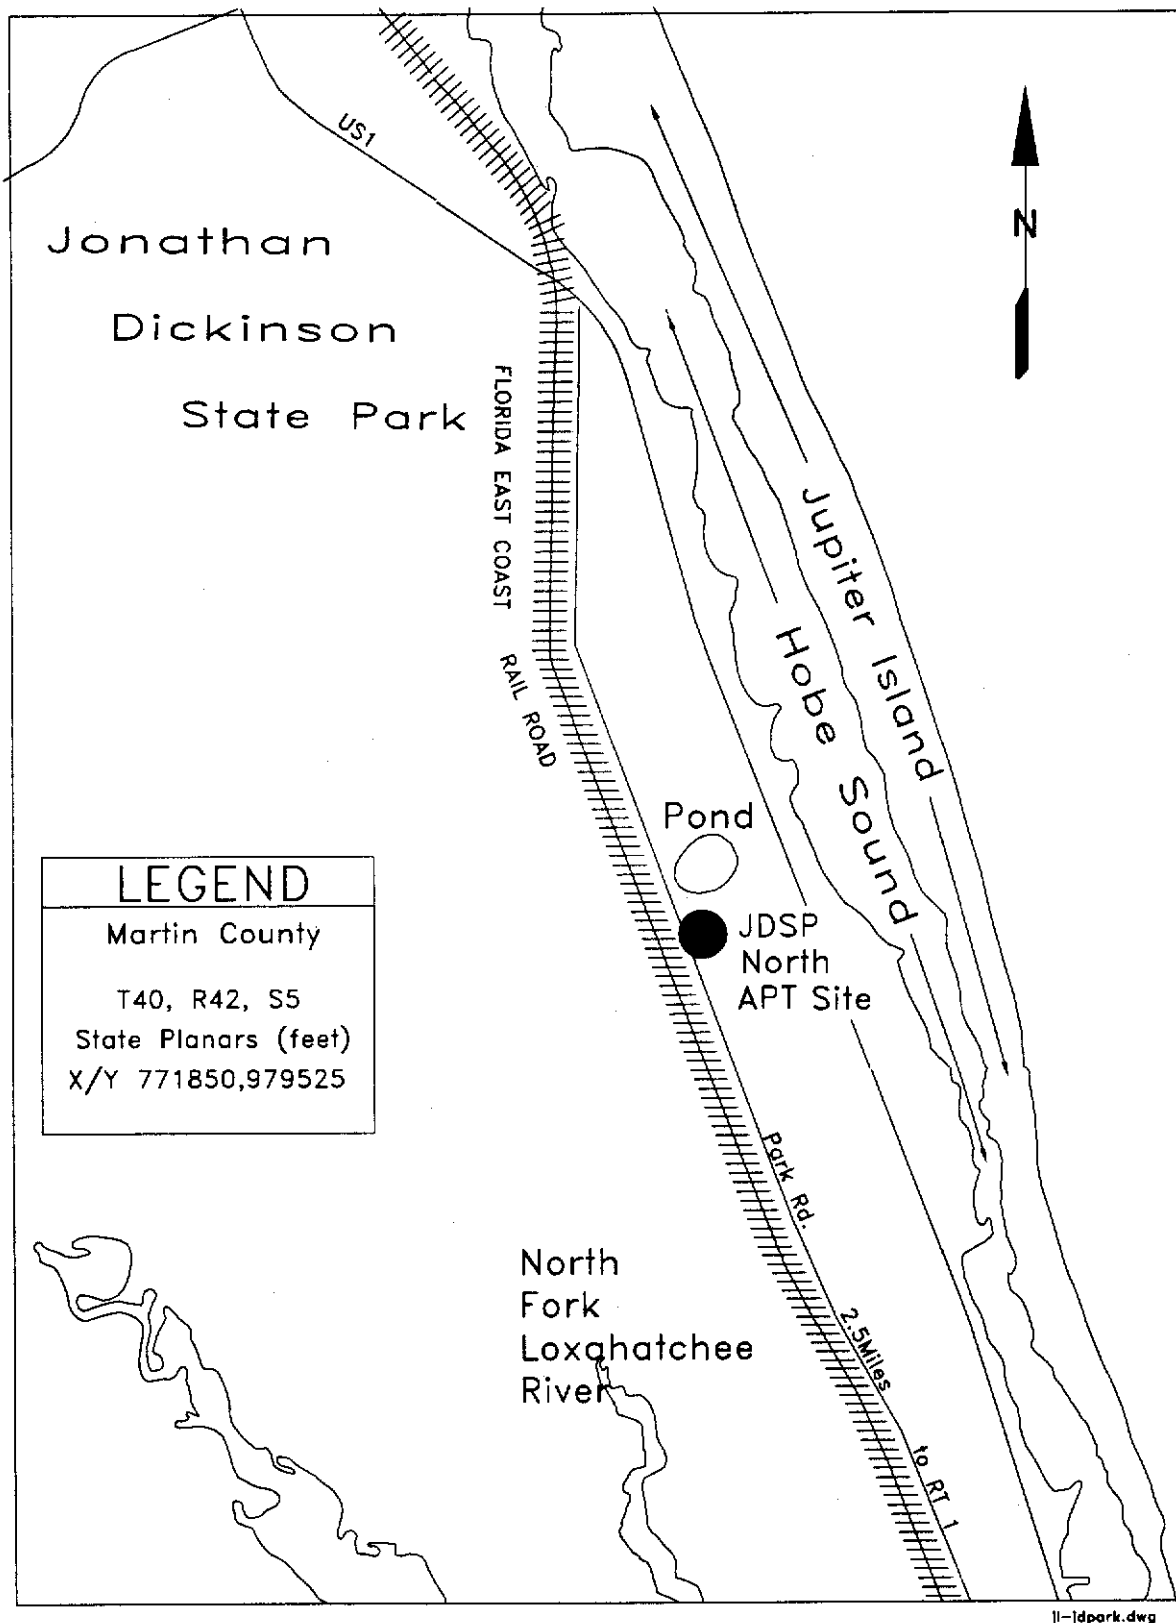 US1
N
Jonathan
Dickinson
State Park
FLORIDA EAST COAST
RAIL ROAD
Jupiter Island
Hobe Sound
Pond
JDSP
North
APT Site
LEGEND
Martin County
T40, R42, S5
State Planars (feet)
X/Y 771850,979525
Park Rd.
2.5Miles
to RT 1
North
Fork
Loxahatchee
River
ll-jdpark.dwg